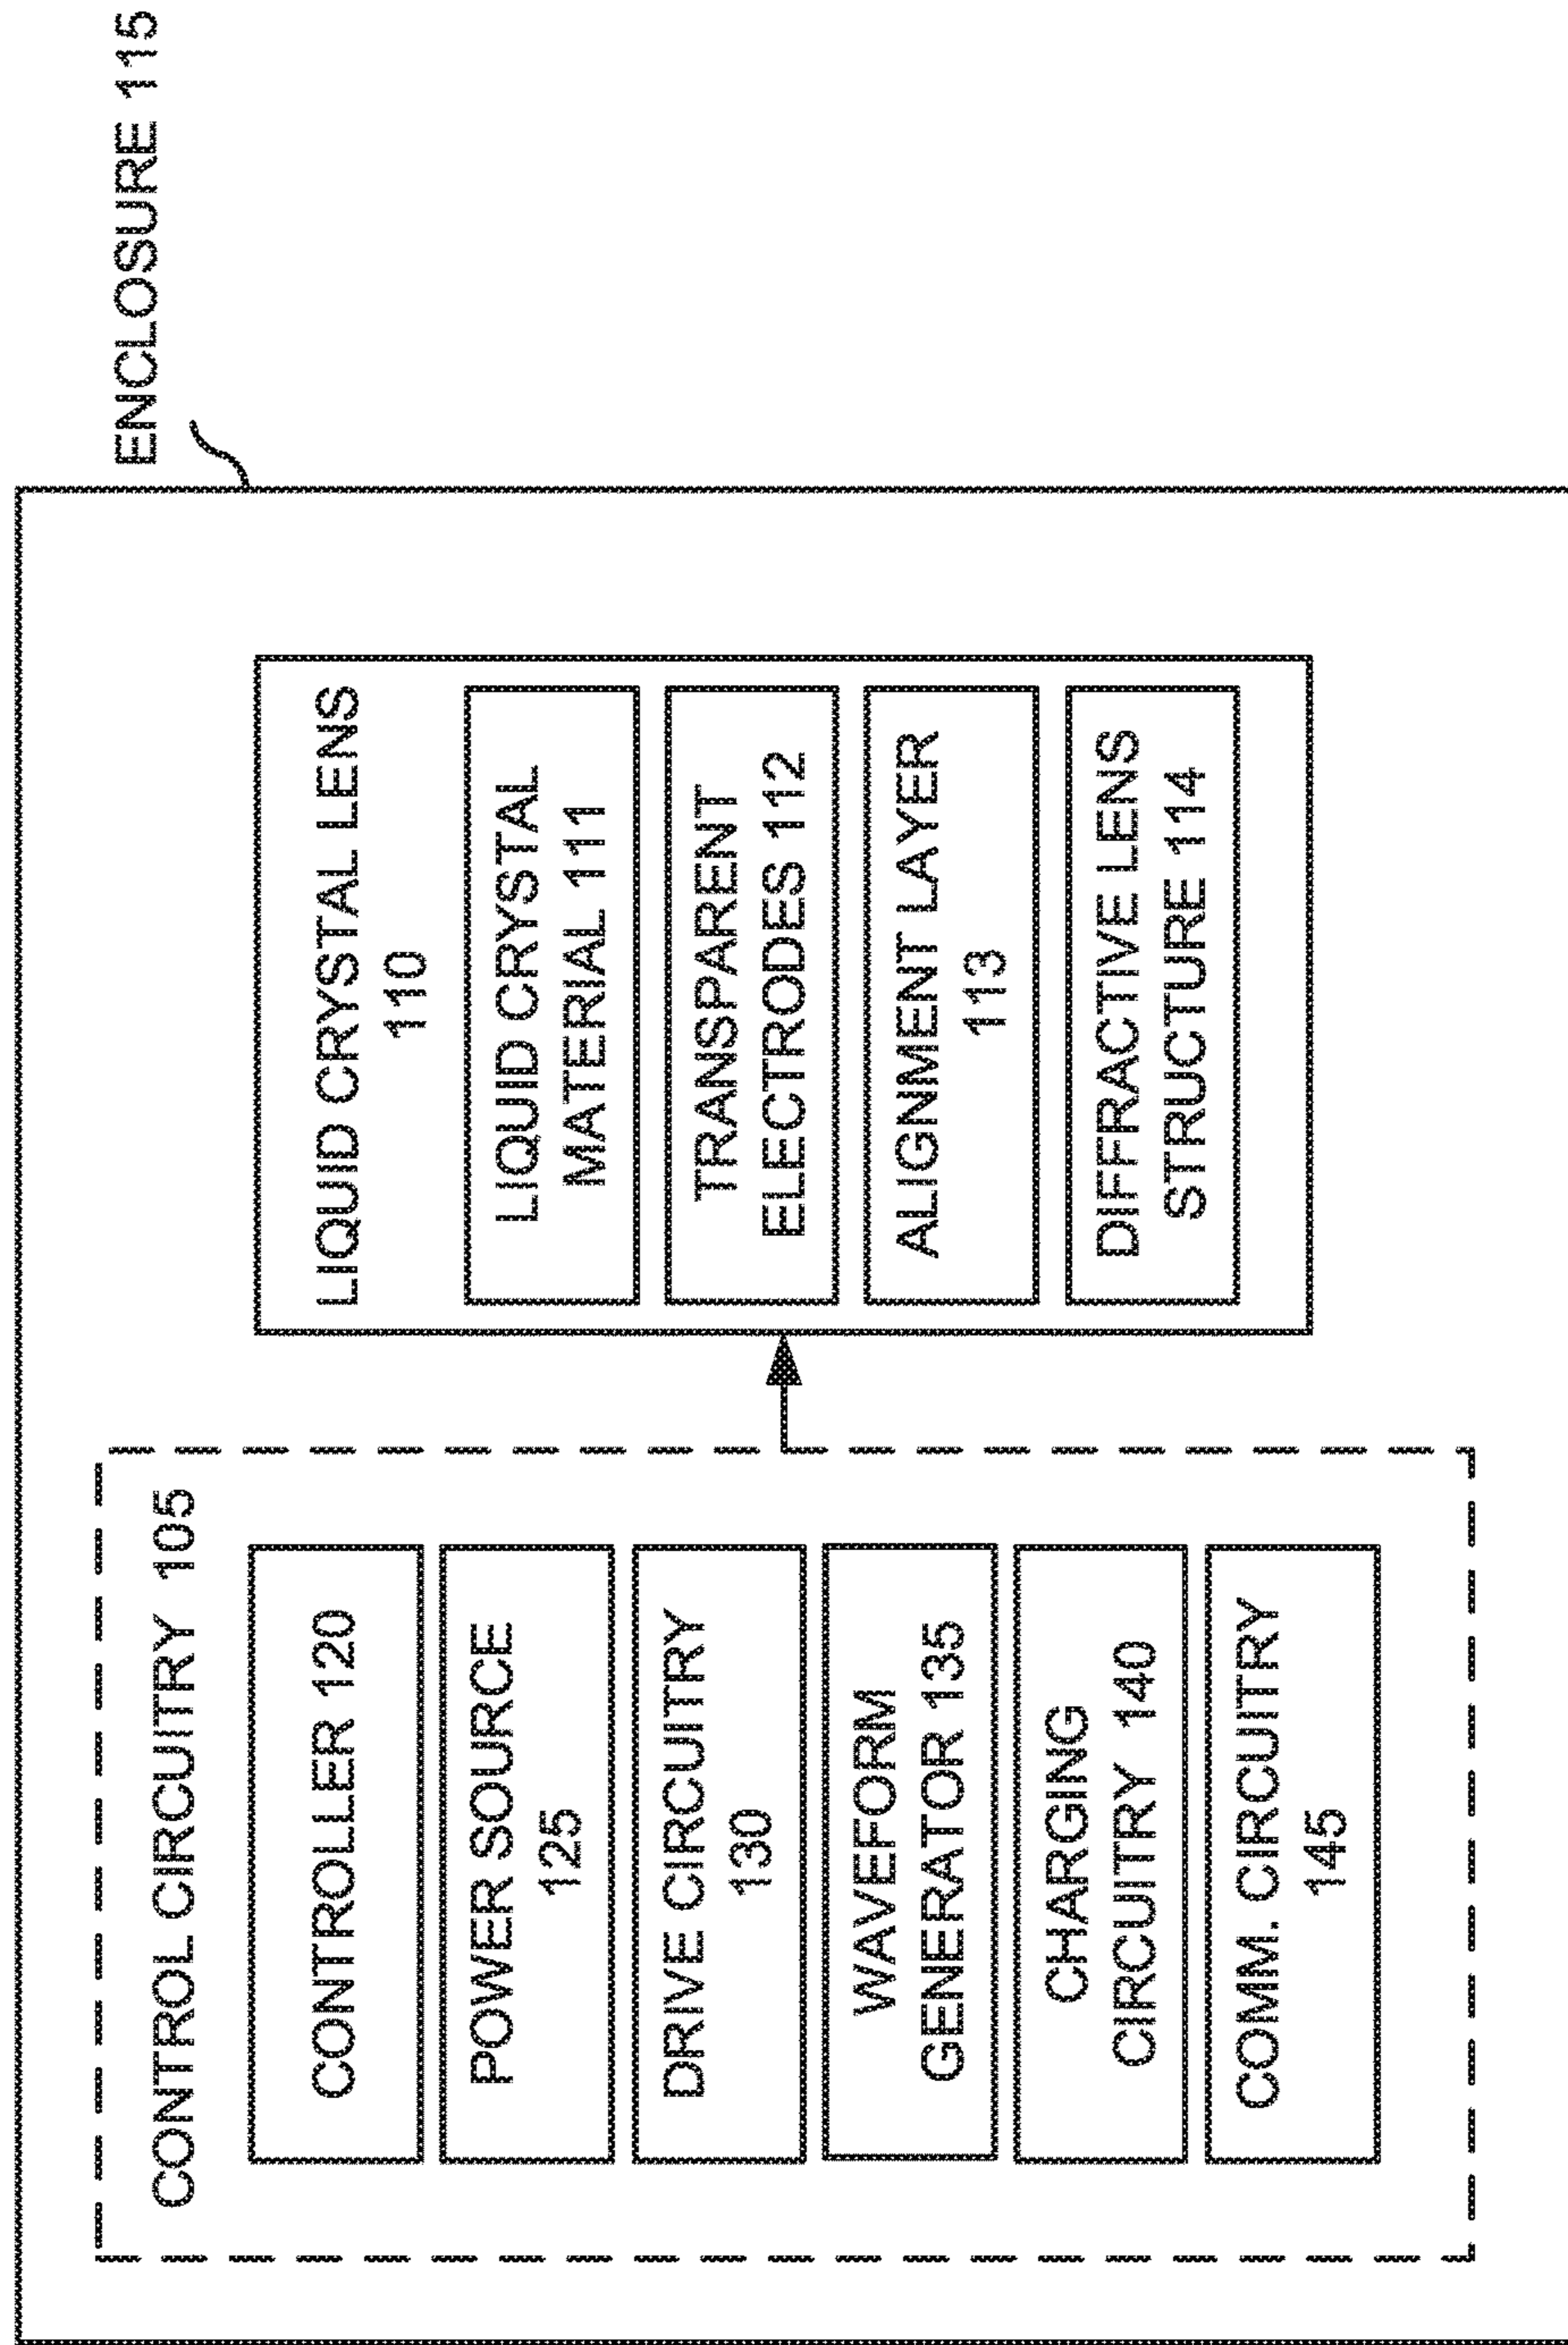 ENCLOSURE 115
CONTROL CIRCUITRY 105
CONTROLLER 120
POWER SOURCE
125
DRIVE CIRCUITRY
130
WAVEFORM
GENERATOR 135
CHARGING
CIRCUITRY 140
COMM. CIRCUITRY
145
LIQUID CRYSTAL LENS
110
LIQUID CRYSTAL
MATERIAL 111
TRANSPARENT
ELECTRODES 112
ALIGNMENT LAYER
113
DIFFRACTIVE LENS
STRUCTURE 114